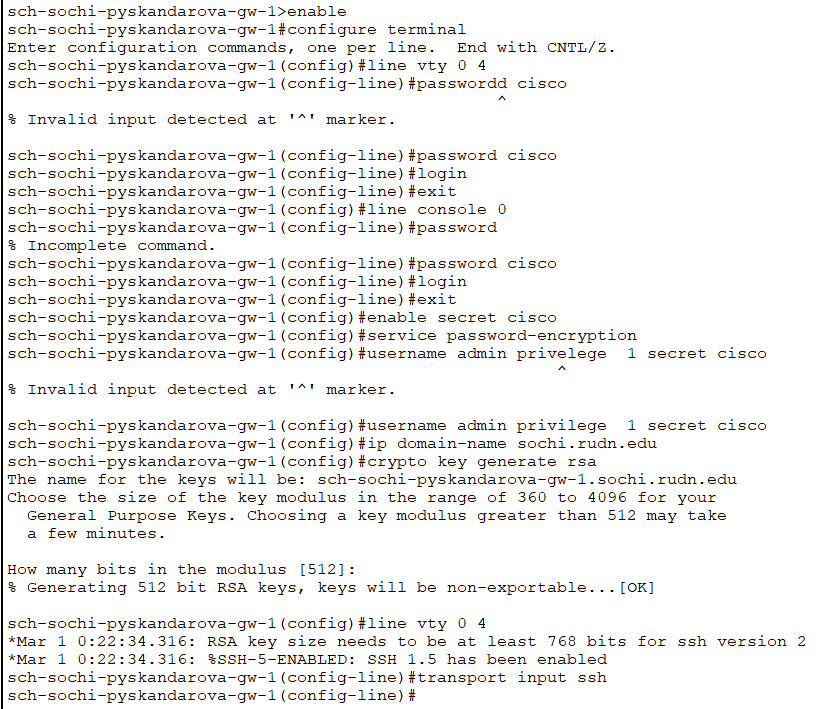 sch-sochi-pyskandarova-gw-1>enable
sch-sochi-pyskandarova-gw-1#configure terminal
Enter configuration commands, one per line.  End with CNTL/Z.
sch-sochi-pyskandarova-gw-1(config)#line vty 0 4
sch-sochi-pyskandarova-gw-1(config-line)#passwordd cisco
                                                 ^
% Invalid input detected at '^' marker.

sch-sochi-pyskandarova-gw-1(config-line)#password cisco
sch-sochi-pyskandarova-gw-1(config-line)#login
sch-sochi-pyskandarova-gw-1(config-line)#exit
sch-sochi-pyskandarova-gw-1(config)#line console 0
sch-sochi-pyskandarova-gw-1(config-line)#password
% Incomplete command.
sch-sochi-pyskandarova-gw-1(config-line)#password cisco
sch-sochi-pyskandarova-gw-1(config-line)#login
sch-sochi-pyskandarova-gw-1(config-line)#exit
sch-sochi-pyskandarova-gw-1(config)#enable secret cisco
sch-sochi-pyskandarova-gw-1(config)#service password-encryption
sch-sochi-pyskandarova-gw-1(config)#username admin privelege  1 secret cisco
                                                       ^
% Invalid input detected at '^' marker.

sch-sochi-pyskandarova-gw-1(config)#username admin privilege  1 secret cisco
sch-sochi-pyskandarova-gw-1(config)#ip domain-name sochi.rudn.edu
sch-sochi-pyskandarova-gw-1(config)#crypto key generate rsa
The name for the keys will be: sch-sochi-pyskandarova-gw-1.sochi.rudn.edu
Choose the size of the key modulus in the range of 360 to 4096 for your
  General Purpose Keys. Choosing a key modulus greater than 512 may take
  a few minutes.

How many bits in the modulus [512]:
% Generating 512 bit RSA keys, keys will be non-exportable...[OK]

sch-sochi-pyskandarova-gw-1(config)#line vty 0 4
*Mar 1 0:22:34.316: RSA key size needs to be at least 768 bits for ssh version 2
*Mar 1 0:22:34.316: %SSH-5-ENABLED: SSH 1.5 has been enabled
sch-sochi-pyskandarova-gw-1(config-line)#transport input ssh
sch-sochi-pyskandarova-gw-1(config-line)#